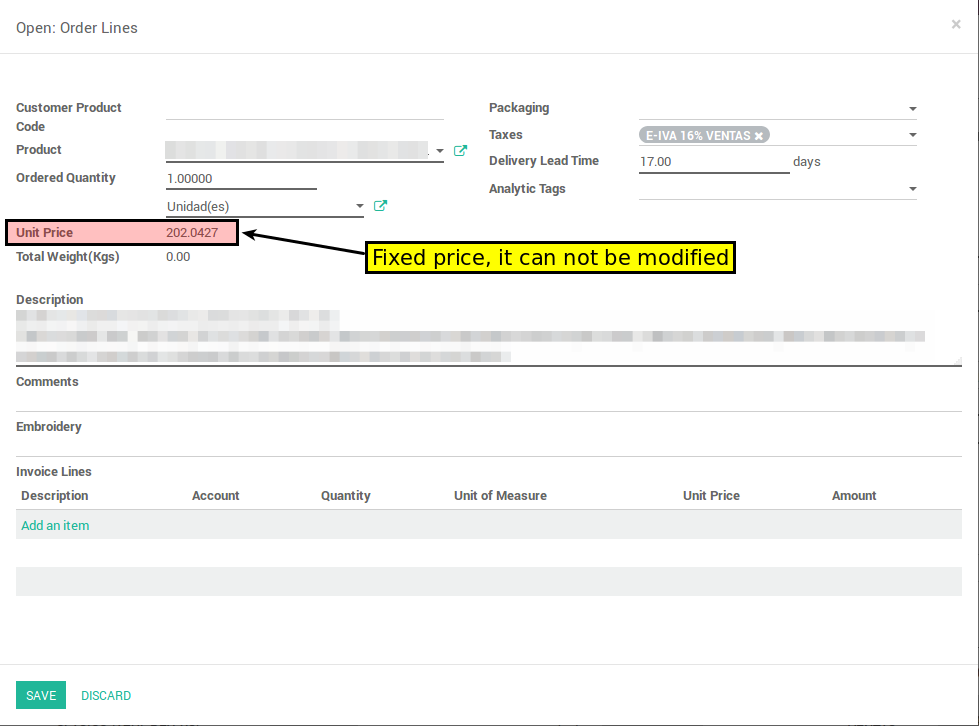 Open: Order Lines
×
Customer Product
Code
Packaging
Taxes
E-IVA 16% VENTAS ×
Product
Delivery Lead Time
17.00 days
Ordered Quantity
1.00000
Analytic Tags
Unidad(es)
Unit Price
202.0427
Fixed price, it can not be modified
Total Weight(Kgs)
0.00
Description
Comments
Embroidery
Invoice Lines
Description Account Quantity Unit of Measure Unit Price Amount
Add an item
SAVE DISCARD